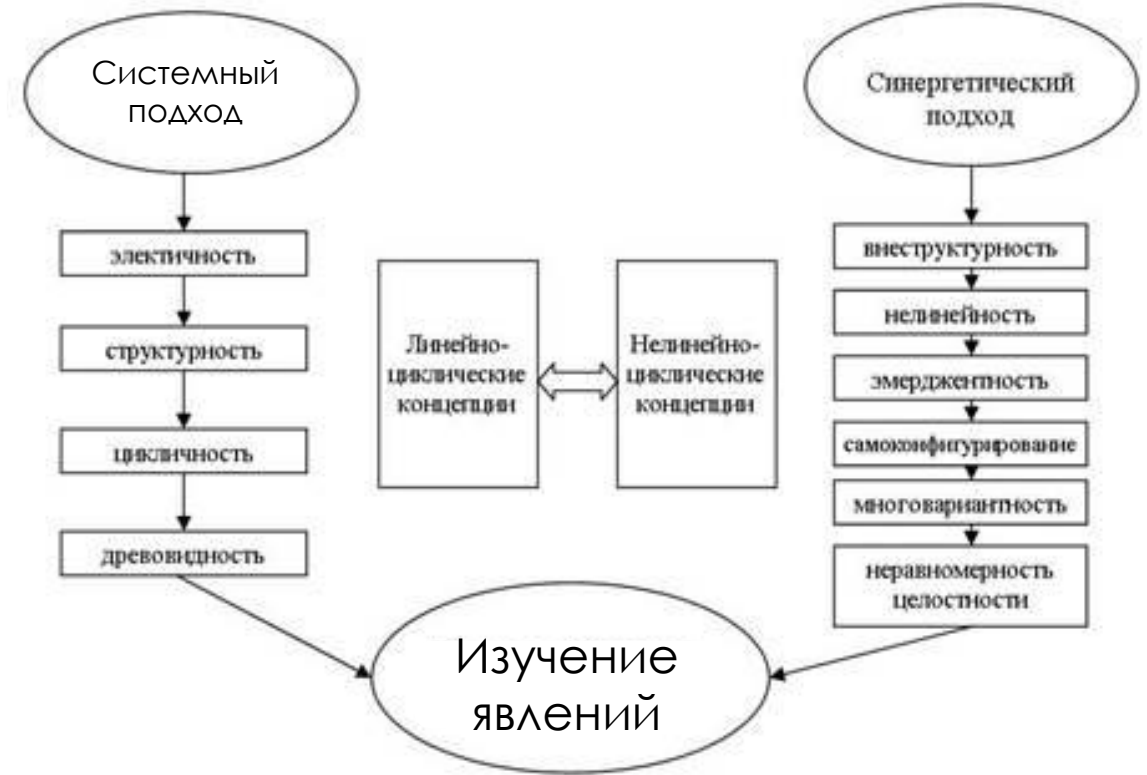 Системный
подход
электичность
структурность
цикличность
древовидность
Линейно-
циклические
концепции
Нелинейно-
циклические
концепции
Синергетический
подход
внеструктурность
нелинейность
эмерджентность
самоконфигурирование
многовариантность
неравномерность
целостности
Изучение
явлений